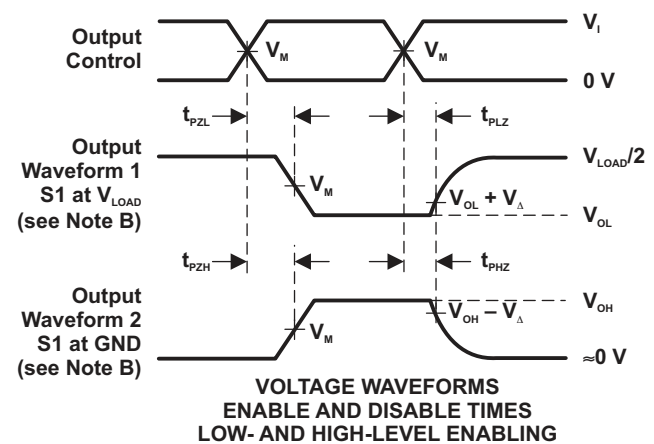 Output
Control
V_M
V_M
V_I
0 V
t_PZL
t_PLZ
Output
Waveform 1
S1 at V_LOAD
(see Note B)
V_M
V_OL + V_Δ
V_LOAD/2
V_OL
t_PZH
t_PHZ
Output
Waveform 2
S1 at GND
(see Note B)
V_M
V_OH – V_Δ
V_OH
≈0 V
VOLTAGE WAVEFORMS
ENABLE AND DISABLE TIMES
LOW- AND HIGH-LEVEL ENABLING